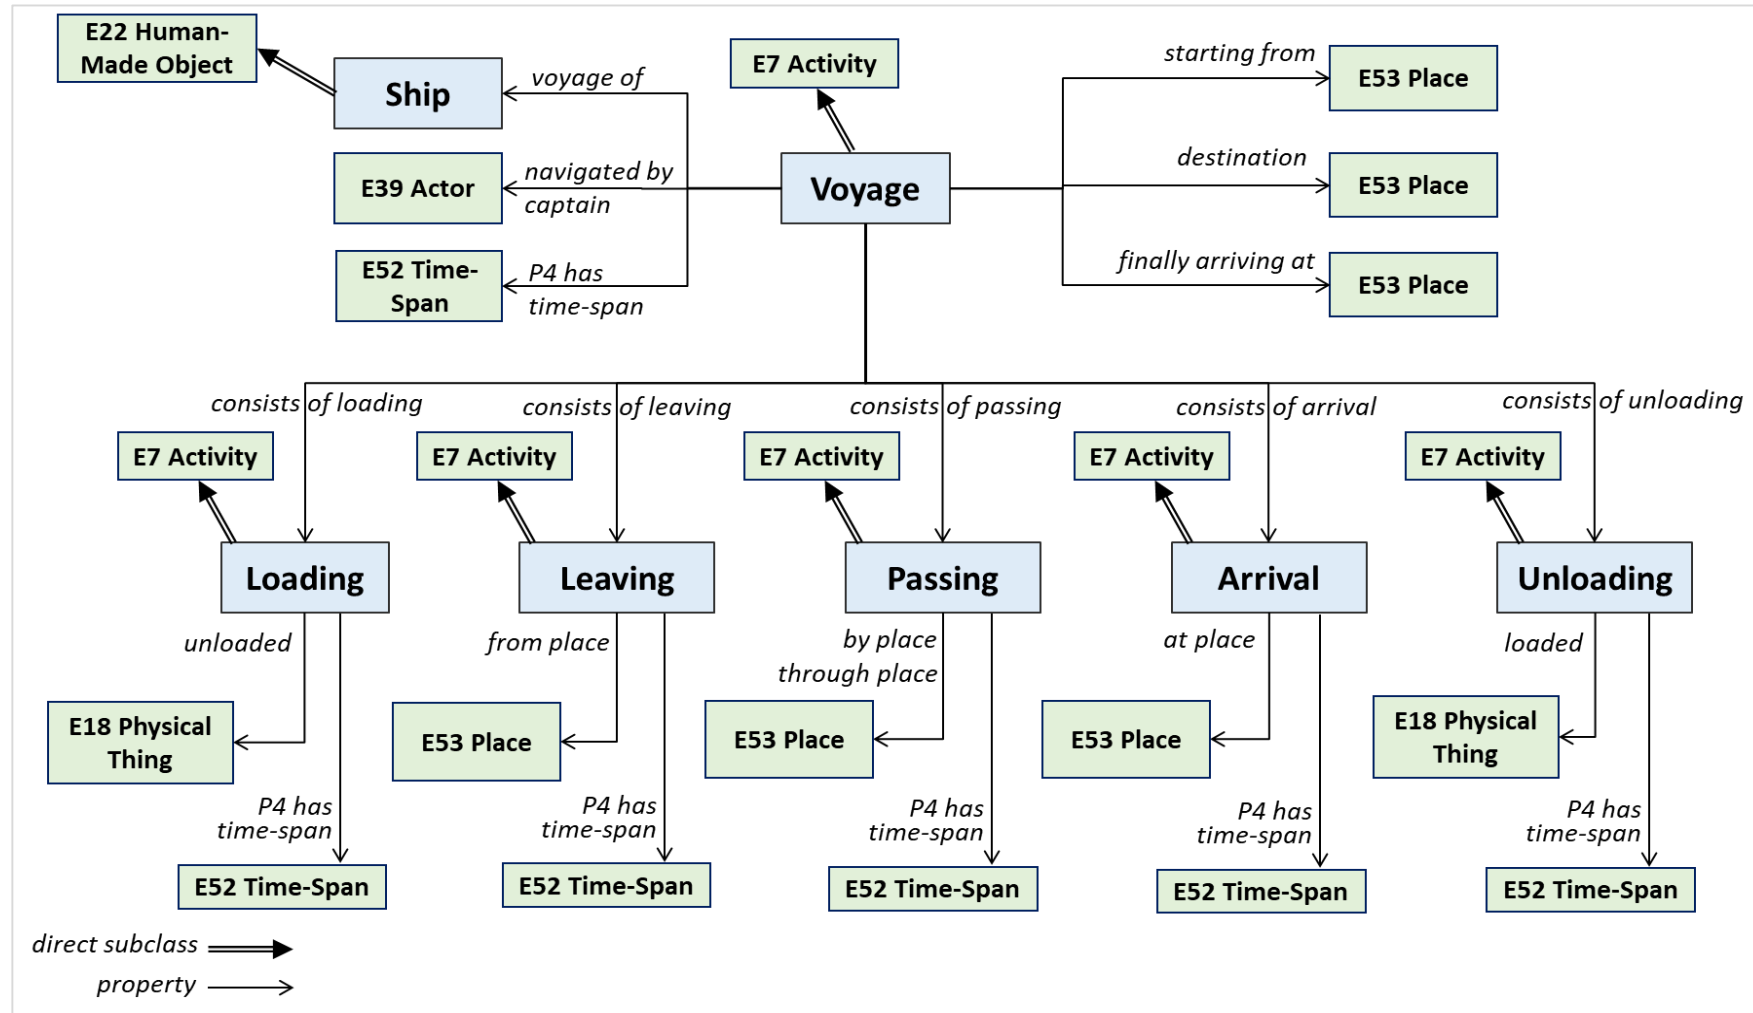 E22 Human-
Made Object
Ship
voyage of
E7 Activity
starting from
E53 Place
E39 Actor
navigated by
captain
Voyage
destination
E53 Place
E52 Time-
Span
P4 has
time-span
finally arriving at
E53 Place
consists of loading
consists of leaving
consists of passing
consists of arrival
consists of unloading
E7 Activity
E7 Activity
E7 Activity
E7 Activity
E7 Activity
Loading
Leaving
Passing
Arrival
Unloading
unloaded
from place
by place
through place
at place
loaded
E18 Physical
Thing
E53 Place
E53 Place
E53 Place
E18 Physical
Thing
P4 has
time-span
P4 has
time-span
P4 has
time-span
P4 has
time-span
P4 has
time-span
E52 Time-Span
E52 Time-Span
E52 Time-Span
E52 Time-Span
E52 Time-Span
direct subclass
property